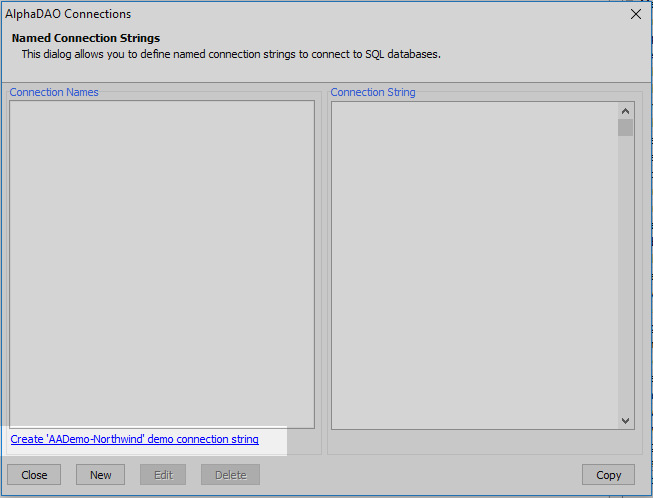 AlphaDAO Connections
Named Connection Strings
This dialog allows you to define named connection strings to connect to SQL databases.
Connection Names
Connection String
Create 'AADemo-Northwind' demo connection string
Close
New
Edit
Delete
Copy